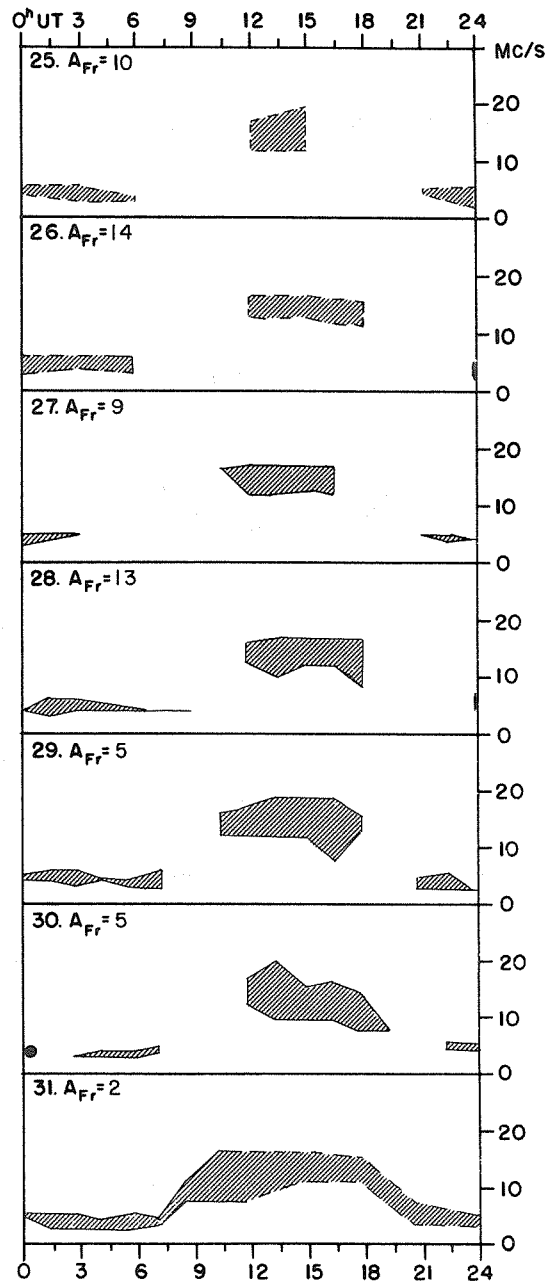 0ʰ UT 3 6 9 12 15 18 21 24
Mc/s
25. A_Fr = 10
20
10
0
26. A_Fr = 14
20
10
0
27. A_Fr = 9
20
10
0
28. A_Fr = 13
20
10
0
29. A_Fr = 5
20
10
0
30. A_Fr = 5
20
10
0
31. A_Fr = 2
20
10
0
0 3 6 9 12 15 18 21 24